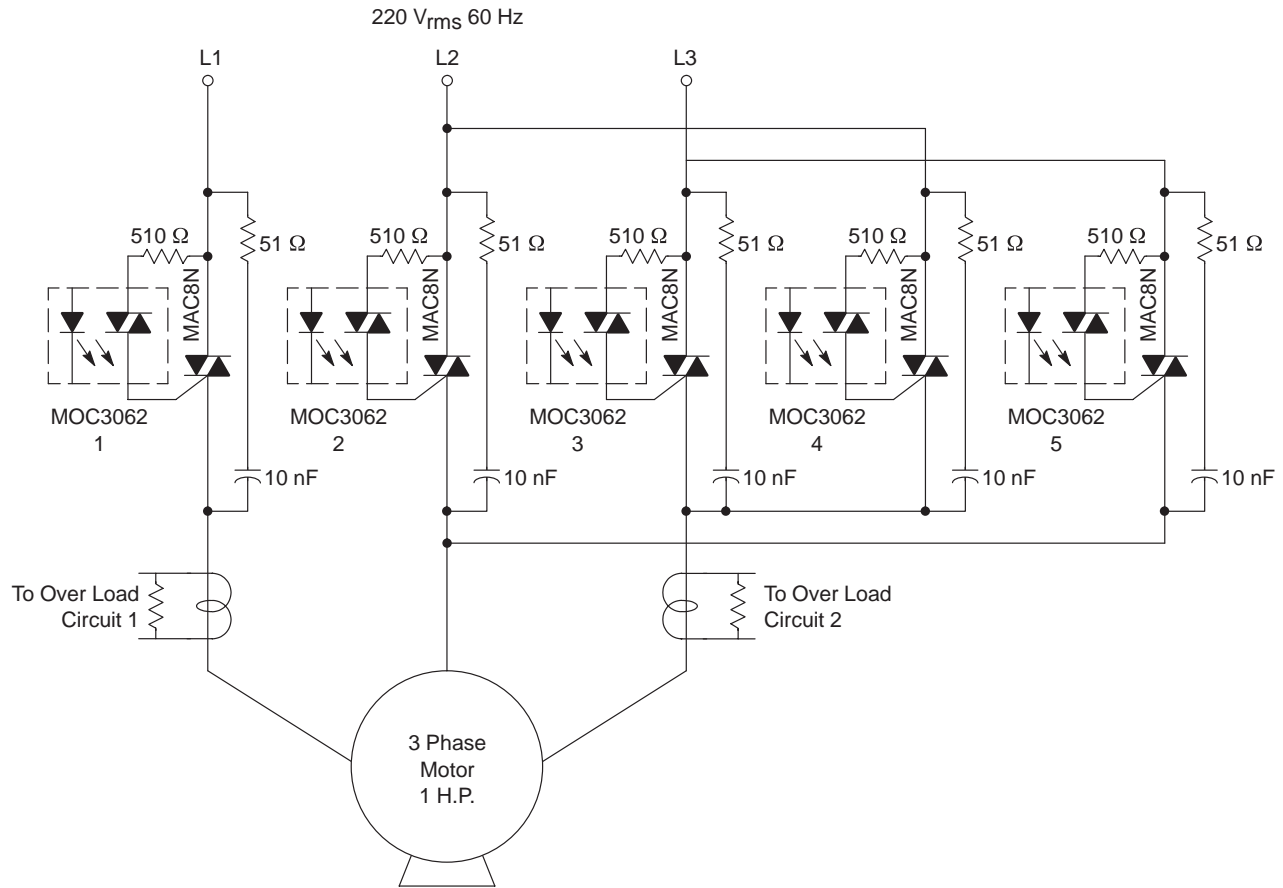 220 Vrms 60 Hz
L1
L2
L3
510 Ω
51 Ω
510 Ω
51 Ω
510 Ω
51 Ω
510 Ω
51 Ω
510 Ω
51 Ω
MAC8N
MAC8N
MAC8N
MAC8N
MAC8N
MOC3062
1
MOC3062
2
MOC3062
3
MOC3062
4
MOC3062
5
10 nF
10 nF
10 nF
10 nF
10 nF
To Over Load
Circuit 1
To Over Load
Circuit 2
3 Phase
Motor
1 H.P.